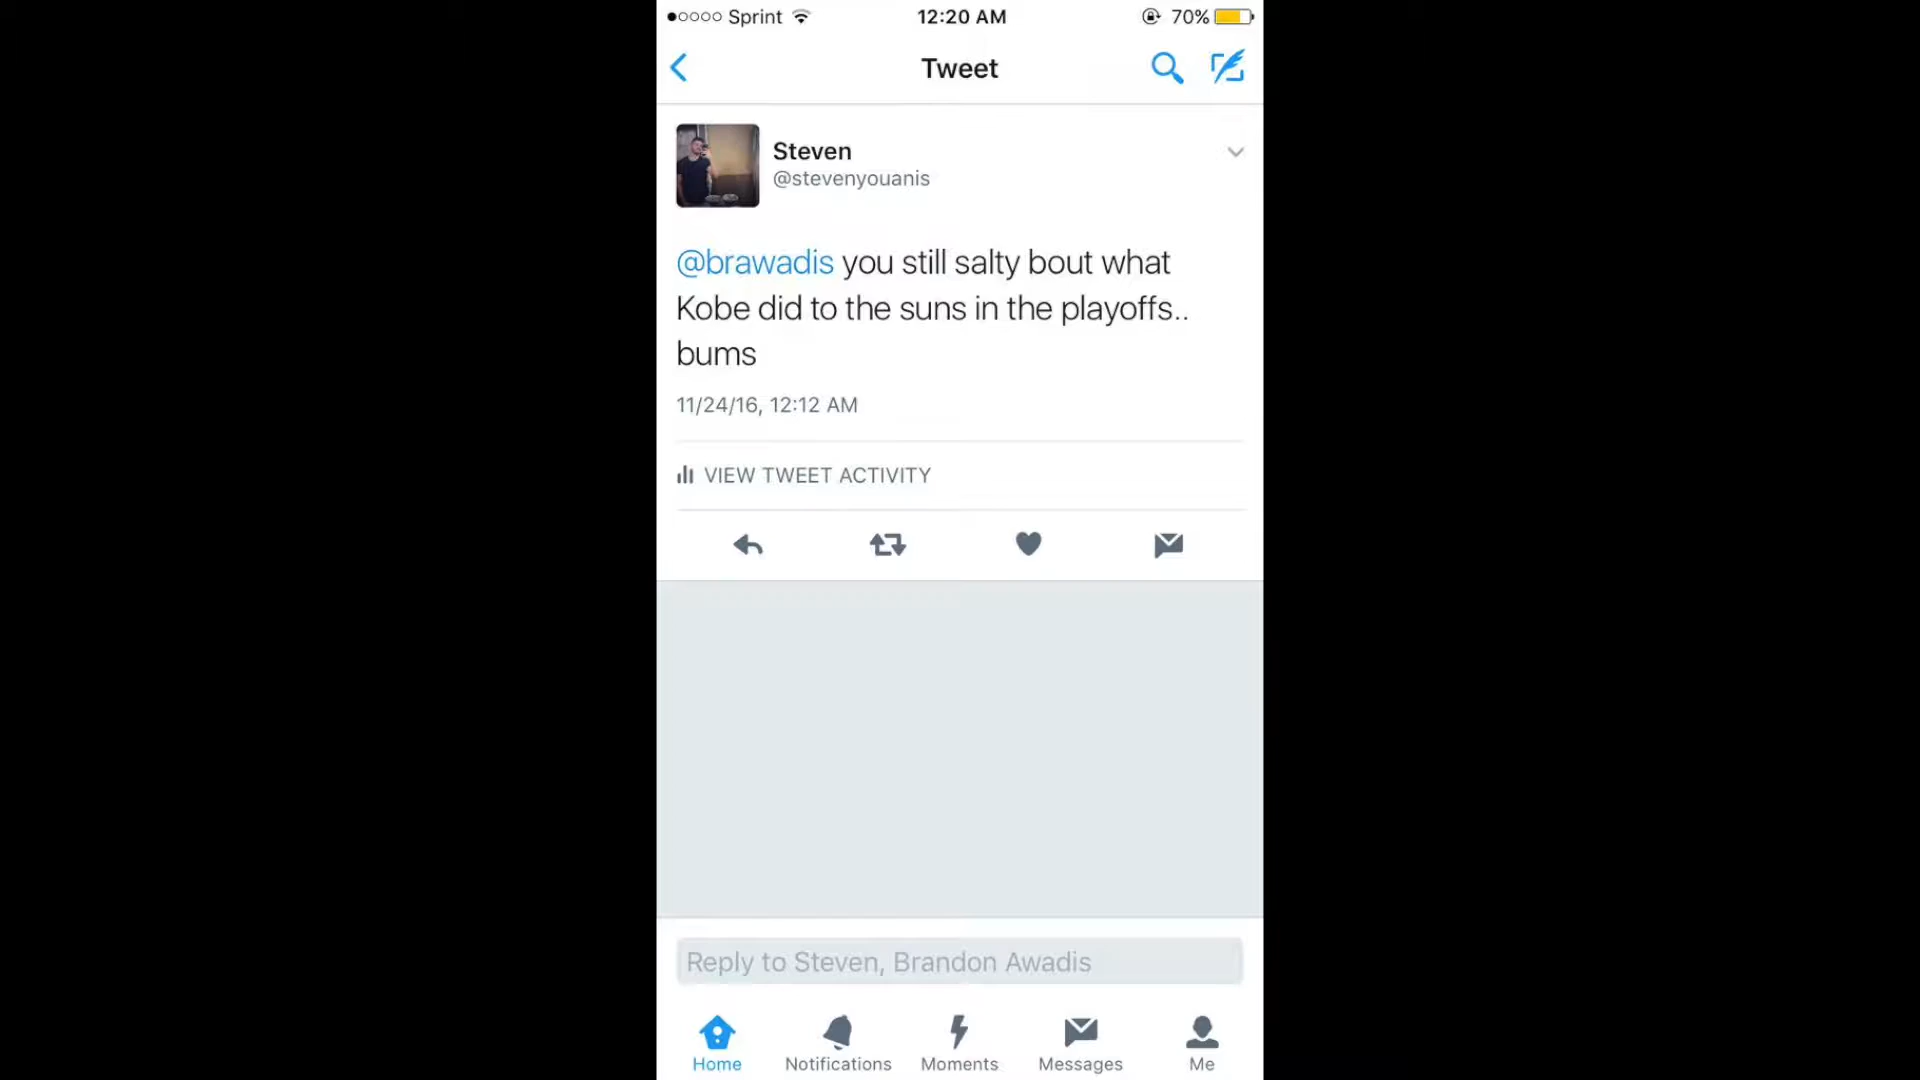 Sprint 12:20 AM 70%
Tweet
Steven
@stevenyouanis
@brawadis you still salty bout what
Kobe did to the suns in the playoffs..
bums
11/24/16, 12:12 AM
VIEW TWEET ACTIVITY
Reply to Steven, Brandon Awadis
Home Notifications Moments Messages Me